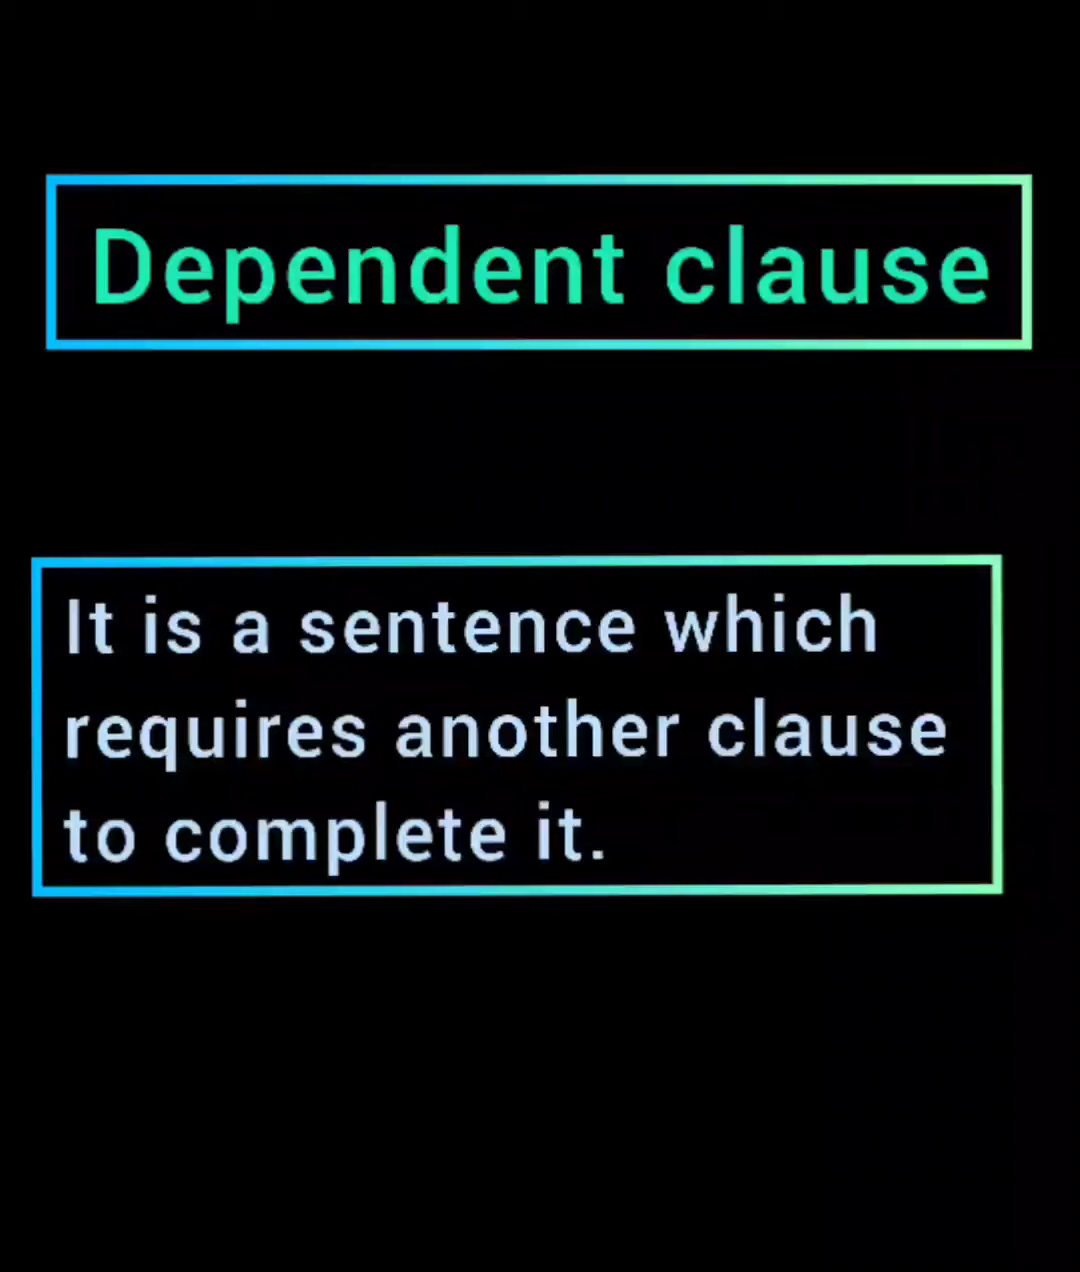 Dependent clause
It is a sentence which
requires another clause
to complete it.